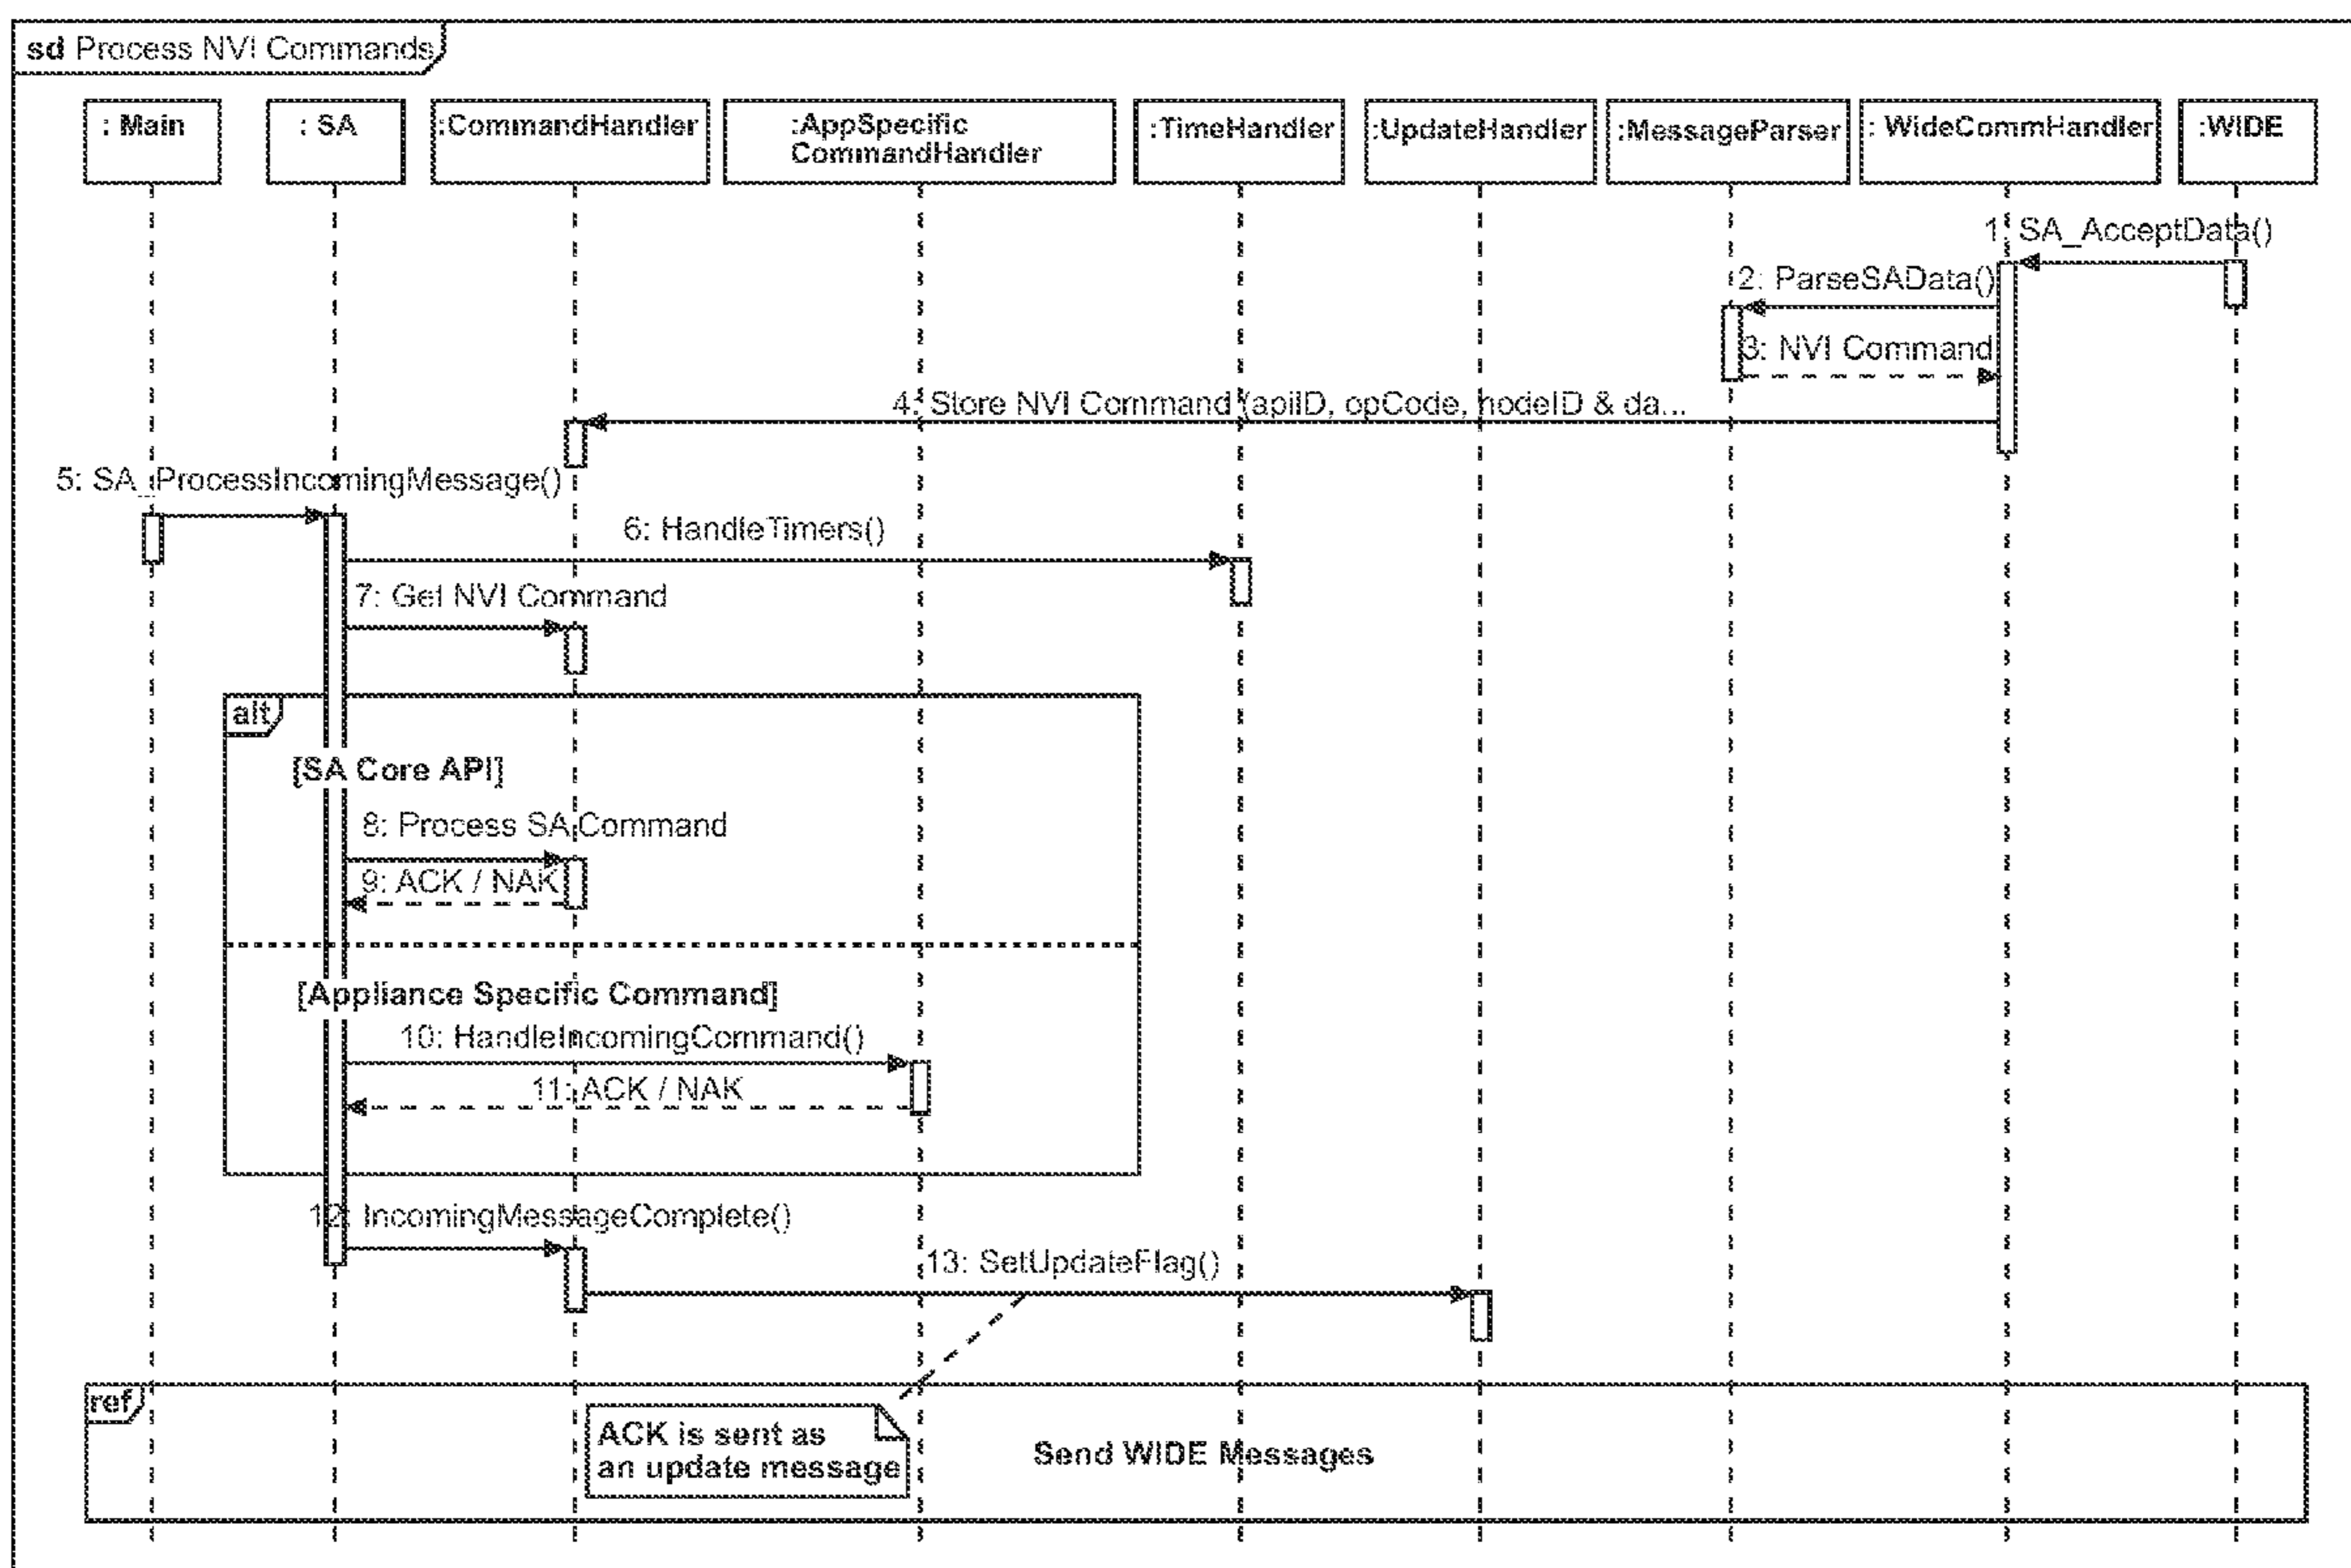 sd Process NVI Commands
: Main
: SA
:CommandHandler
:AppSpecific
CommandHandler
:TimeHandler
:UpdateHandler
:MessageParser
: WideCommHandler
:WIDE
1: SA_AcceptData()
2: ParseSAData()
3: NVI Command
4: Store NVI Command (apiID, opCode, nodeID & da...
5: SA_ProcessIncomingMessage()
6: HandleTimers()
7: Get NVI Command
alt
[SA Core API]
8: Process SA Command
9: ACK / NAK
[Appliance Specific Command]
10: HandleIncomingCommand()
11: ACK / NAK
12: IncomingMessageComplete()
13: SetUpdateFlag()
ref
ACK is sent as
an update message
Send WIDE Messages